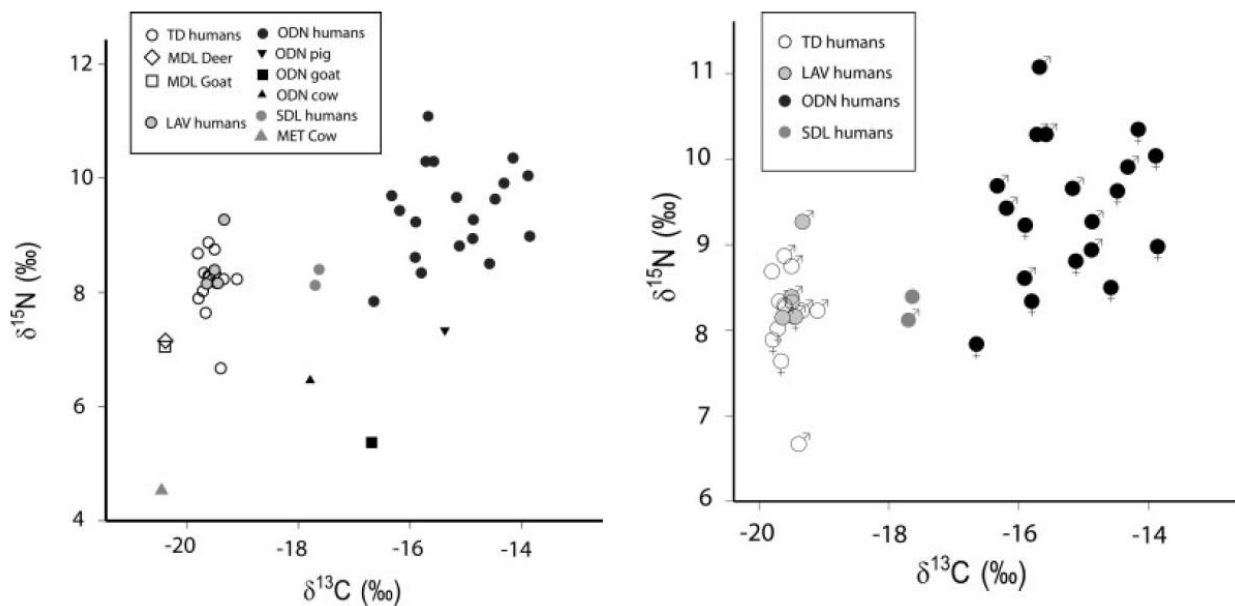 TD humans
MDL Deer
MDL Goat
LAV humans
ODN humans
ODN pig
ODN goat
ODN cow
SDL humans
MET Cow
12
10
8
6
4
δ¹⁵N (‰)
-20
-18
-16
-14
δ¹³C (‰)
TD humans
LAV humans
ODN humans
SDL humans
11
10
9
8
7
6
δ¹⁵N (‰)
-20
-18
-16
-14
δ¹³C (‰)